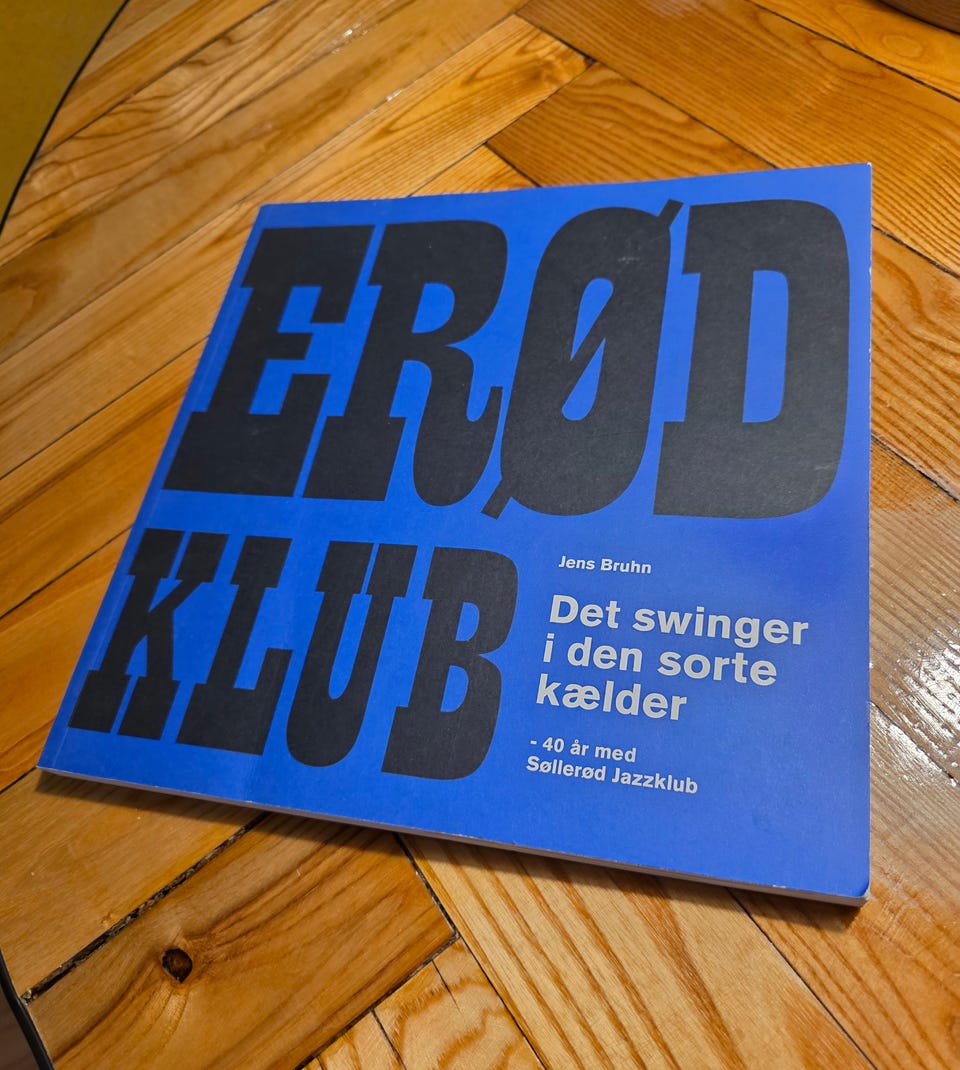 ERØD
KLUB
Jens Bruhn
Det swinger
i den sorte
kælder
- 40 år med
Søllerød Jazzklub